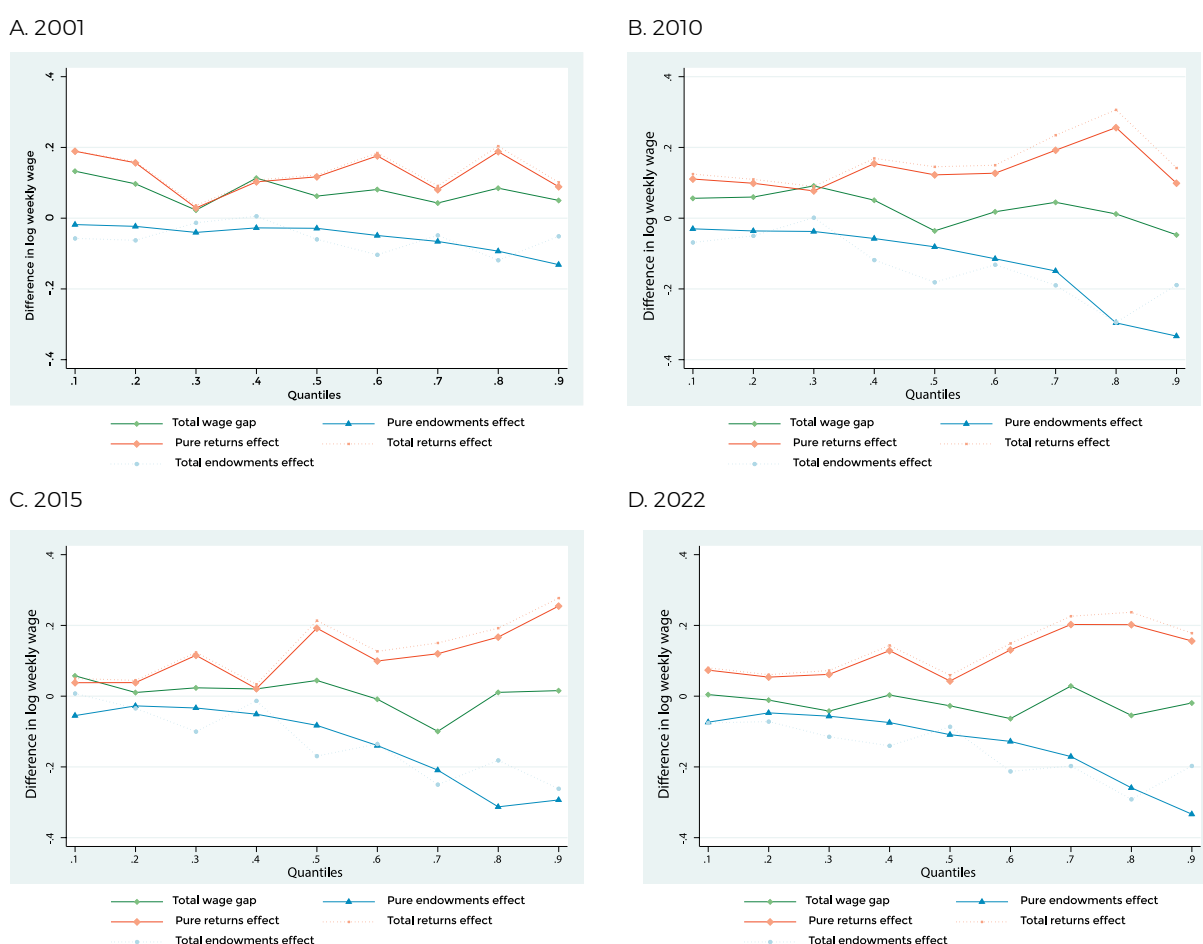 A. 2001
Difference in log weekly wage
.4
.2
0
-.2
-.4
.1 .2 .3 .4 .5 .6 .7 .8 .9
Quantiles
Total wage gap Pure endowments effect
Pure returns effect Total returns effect
Total endowments effect
B. 2010
Difference in log weekly wage
.4
.2
0
-.2
-.4
.1 .2 .3 .4 .5 .6 .7 .8 .9
Quantiles
Total wage gap Pure endowments effect
Pure returns effect Total returns effect
Total endowments effect
C. 2015
Difference in log weekly wage
.4
.2
0
-.2
-.4
.1 .2 .3 .4 .5 .6 .7 .8 .9
Quantiles
Total wage gap Pure endowments effect
Pure returns effect Total returns effect
Total endowments effect
D. 2022
Difference in log weekly wage
.4
.2
0
-.2
-.4
.1 .2 .3 .4 .5 .6 .7 .8 .9
Quantiles
Total wage gap Pure endowments effect
Pure returns effect Total returns effect
Total endowments effect